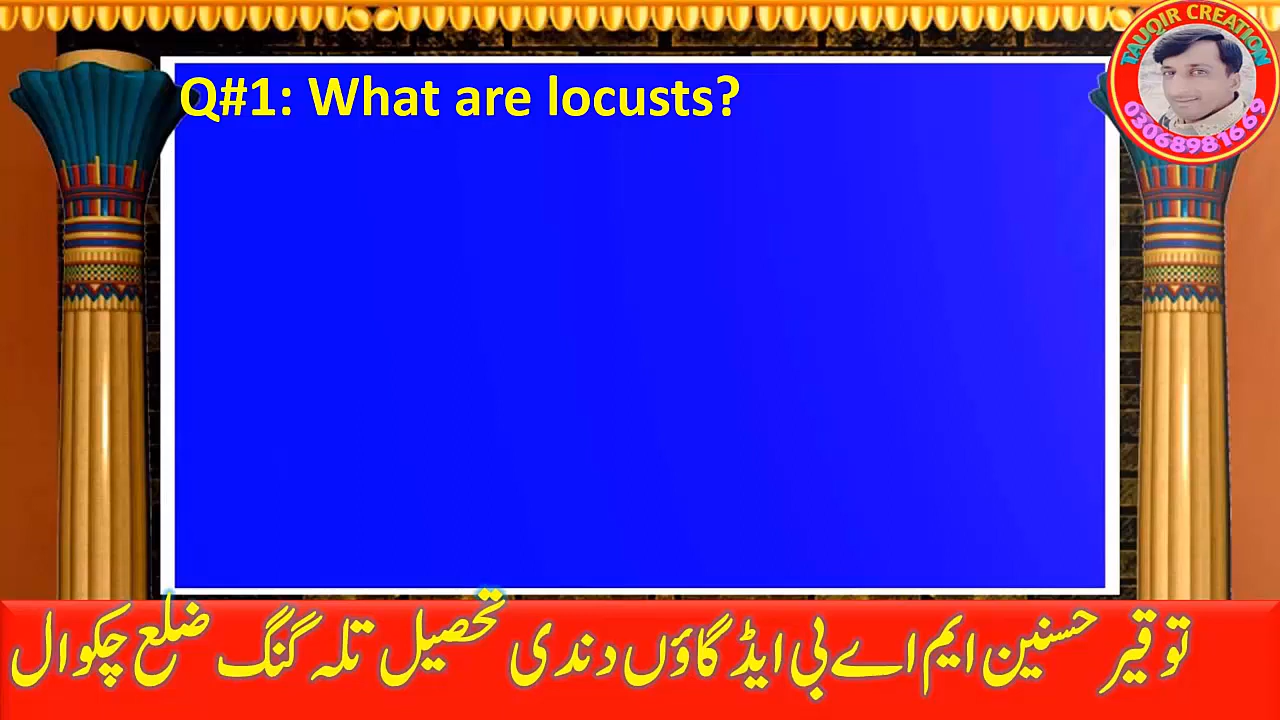 Q#1: What are locusts?
TAUQIR CREATION
03068981669
توقیر حسنین ایم اے بی ایڈ گاؤں دندی تحصیل تلہ گنگ ضلع چکوال